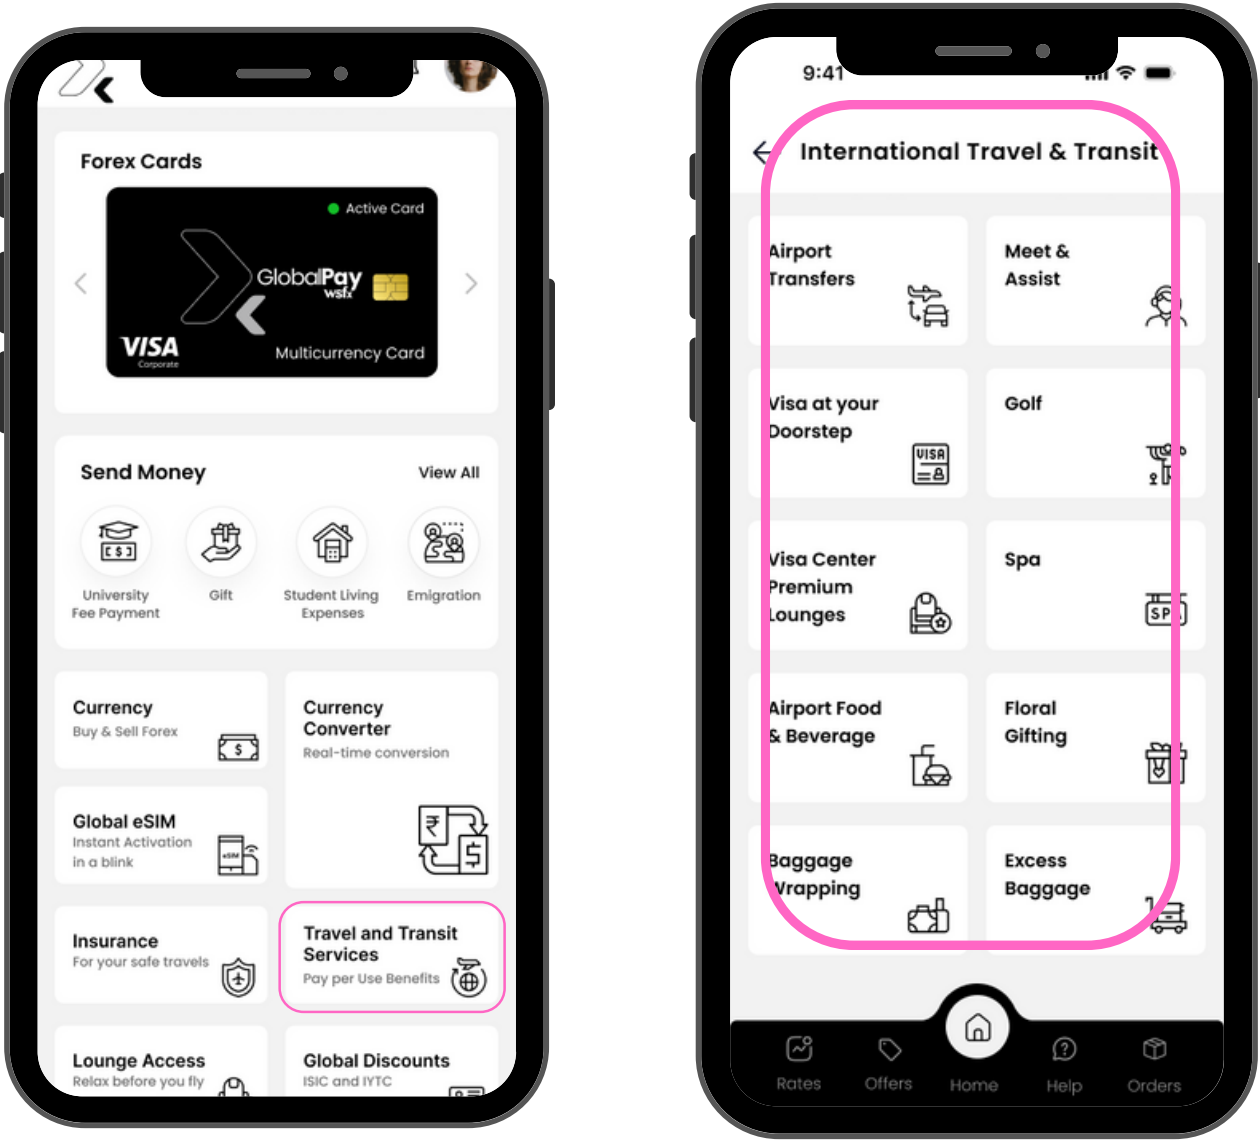 Forex Cards
Active Card
GlobalPay
wsfx
VISA
Corporate
Multicurrency Card
Send Money
View All
University
Fee Payment
Gift
Student Living
Expenses
Emigration
Currency
Buy & Sell Forex
Currency
Converter
Real-time conversion
Global eSIM
Instant Activation
in a blink
eSIM
Insurance
For your safe travels
Travel and Transit
Services
Pay per Use Benefits
Lounge Access
Relax before you fly
Global Discounts
ISIC and IYTC
9:41
International Travel & Transit
Airport
Transfers
Meet &
Assist
Visa at your
Doorstep
VISA
Golf
Visa Center
Premium
Lounges
Spa
SPA
Airport Food
& Beverage
Floral
Gifting
Baggage
Wrapping
Excess
Baggage
Rates
Offers
Home
Help
Orders